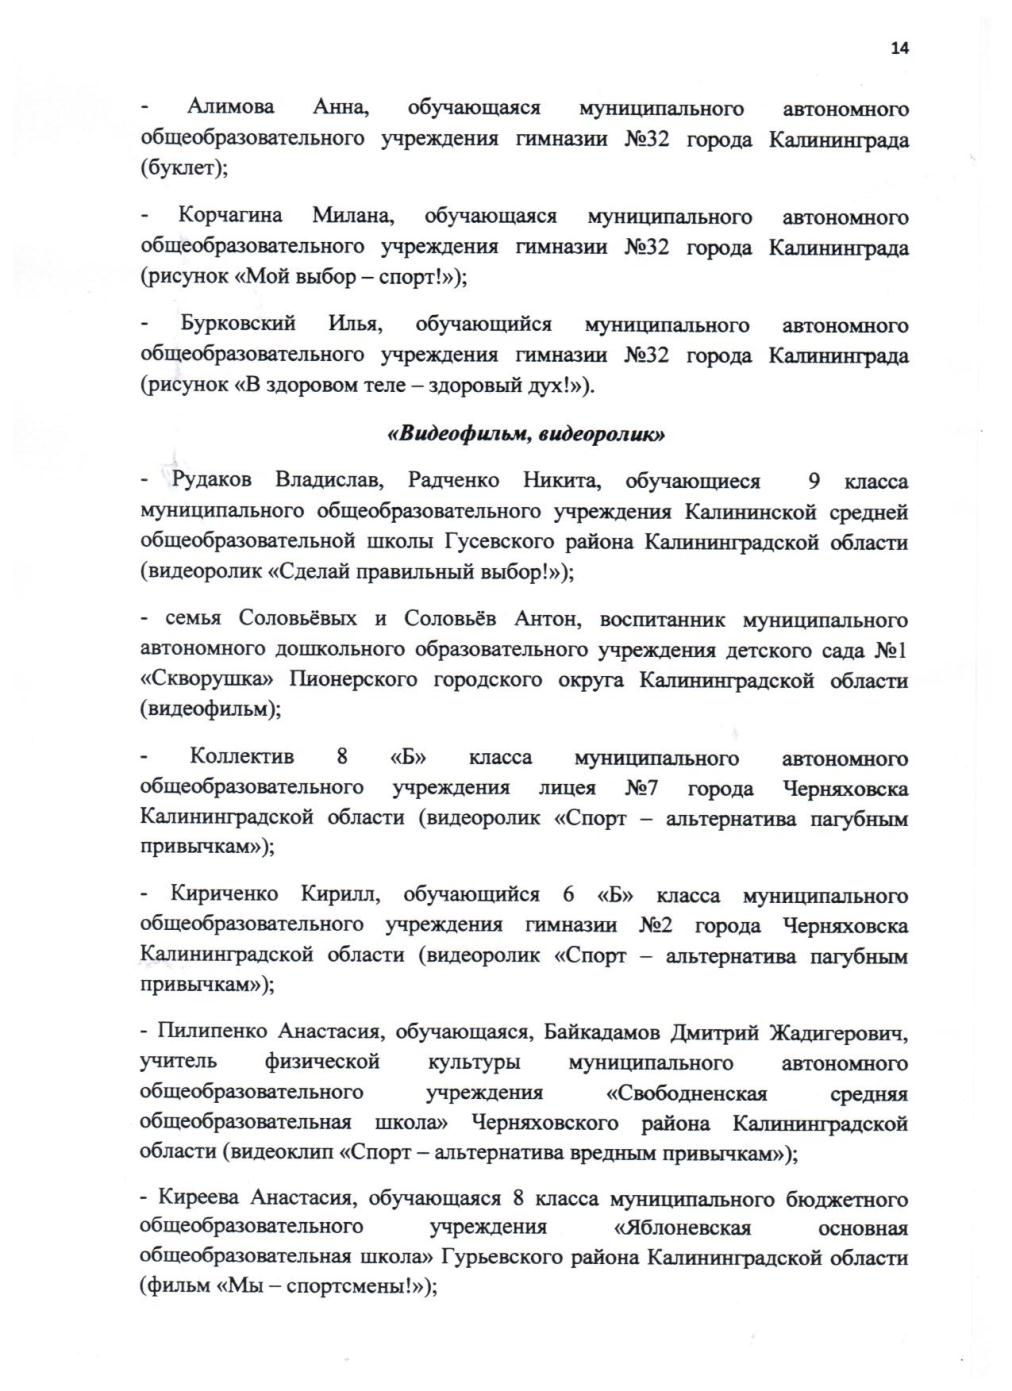 14
- Алимова Анна, обучающаяся муниципального автономного
общеобразовательного учреждения гимназии №32 города Калининграда
(буклет);
- Корчагина Милана, обучающаяся муниципального автономного
общеобразовательного учреждения гимназии №32 города Калининграда
(рисунок «Мой выбор – спорт!»);
- Бурковский Илья, обучающийся муниципального автономного
общеобразовательного учреждения гимназии №32 города Калининграда
(рисунок «В здоровом теле – здоровый дух!»).
«Видеофильм, видеоролик»
- Рудаков Владислав, Радченко Никита, обучающиеся 9 класса
муниципального общеобразовательного учреждения Калининской средней
общеобразовательной школы Гусевского района Калининградской области
(видеоролик «Сделай правильный выбор!»);
- семья Соловьёвых и Соловьёв Антон, воспитанник муниципального
автономного дошкольного образовательного учреждения детского сада №1
«Скворушка» Пионерского городского округа Калининградской области
(видеофильм);
- Коллектив 8 «Б» класса муниципального автономного
общеобразовательного учреждения лицея №7 города Черняховска
Калининградской области (видеоролик «Спорт – альтернатива пагубным
привычкам»);
- Кириченко Кирилл, обучающийся 6 «Б» класса муниципального
общеобразовательного учреждения гимназии №2 города Черняховска
Калининградской области (видеоролик «Спорт – альтернатива пагубным
привычкам»);
- Пилипенко Анастасия, обучающаяся, Байкадамов Дмитрий Жадигерович,
учитель физической культуры муниципального автономного
общеобразовательного учреждения «Свободненская средняя
общеобразовательная школа» Черняховского района Калининградской
области (видеоклип «Спорт – альтернатива вредным привычкам»);
- Киреева Анастасия, обучающаяся 8 класса муниципального бюджетного
общеобразовательного учреждения «Яблоневская основная
общеобразовательная школа» Гурьевского района Калининградской области
(фильм «Мы – спортсмены!»);